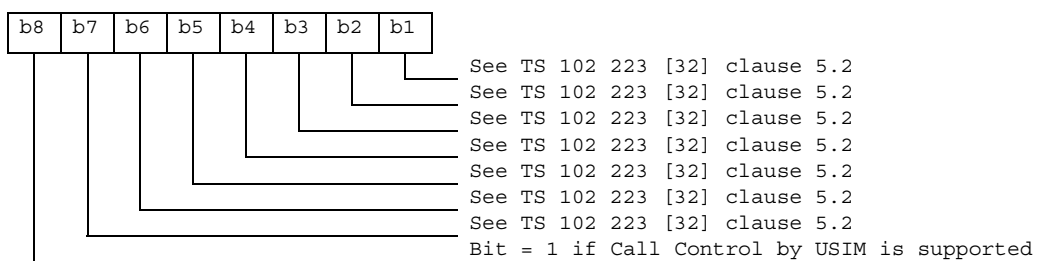 b8 b7 b6 b5 b4 b3 b2 b1
See TS 102 223 [32] clause 5.2
See TS 102 223 [32] clause 5.2
See TS 102 223 [32] clause 5.2
See TS 102 223 [32] clause 5.2
See TS 102 223 [32] clause 5.2
See TS 102 223 [32] clause 5.2
See TS 102 223 [32] clause 5.2
Bit = 1 if Call Control by USIM is supported